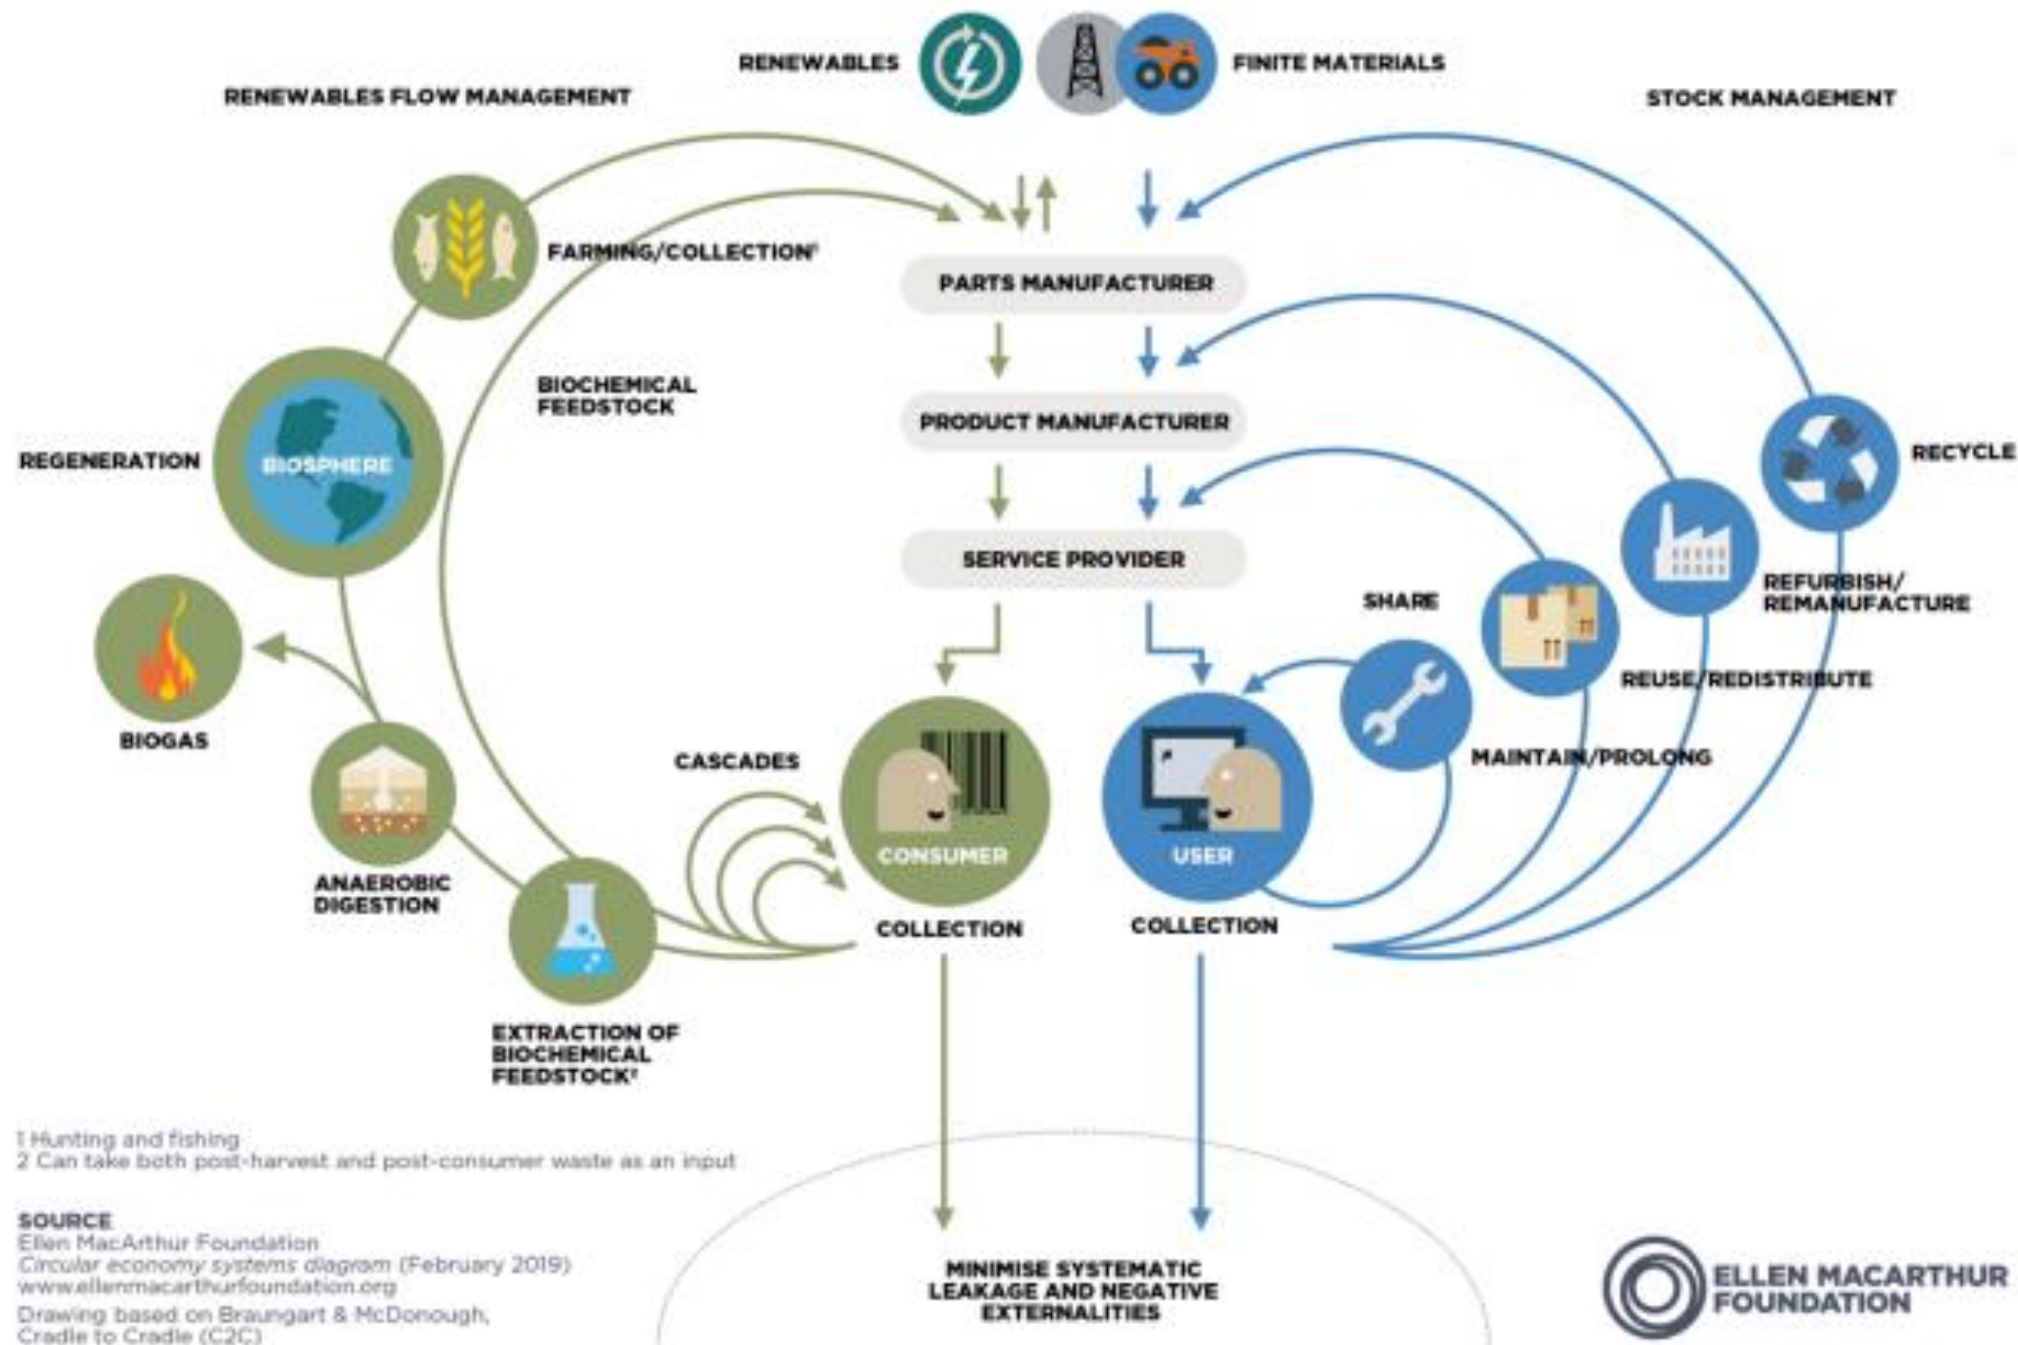 RENEWABLES
FINITE MATERIALS
RENEWABLES FLOW MANAGEMENT
STOCK MANAGEMENT
FARMING/COLLECTION¹
PARTS MANUFACTURER
BIOCHEMICAL
FEEDSTOCK
PRODUCT MANUFACTURER
REGENERATION
BIOSPHERE
RECYCLE
SERVICE PROVIDER
SHARE
REFURBISH/
REMANUFACTURE
REUSE/REDISTRIBUTE
BIOGAS
CASCADES
MAINTAIN/PROLONG
CONSUMER
USER
ANAEROBIC
DIGESTION
COLLECTION
COLLECTION
EXTRACTION OF
BIOCHEMICAL
FEEDSTOCK²
1 Hunting and fishing
2 Can take both post-harvest and post-consumer waste as an input
SOURCE
Ellen MacArthur Foundation
Circular economy systems diagram (February 2019)
www.ellenmacarthurfoundation.org
Drawing based on Braungart & McDonough,
Cradle to Cradle (C2C)
MINIMISE SYSTEMATIC
LEAKAGE AND NEGATIVE
EXTERNALITIES
ELLEN MACARTHUR
FOUNDATION